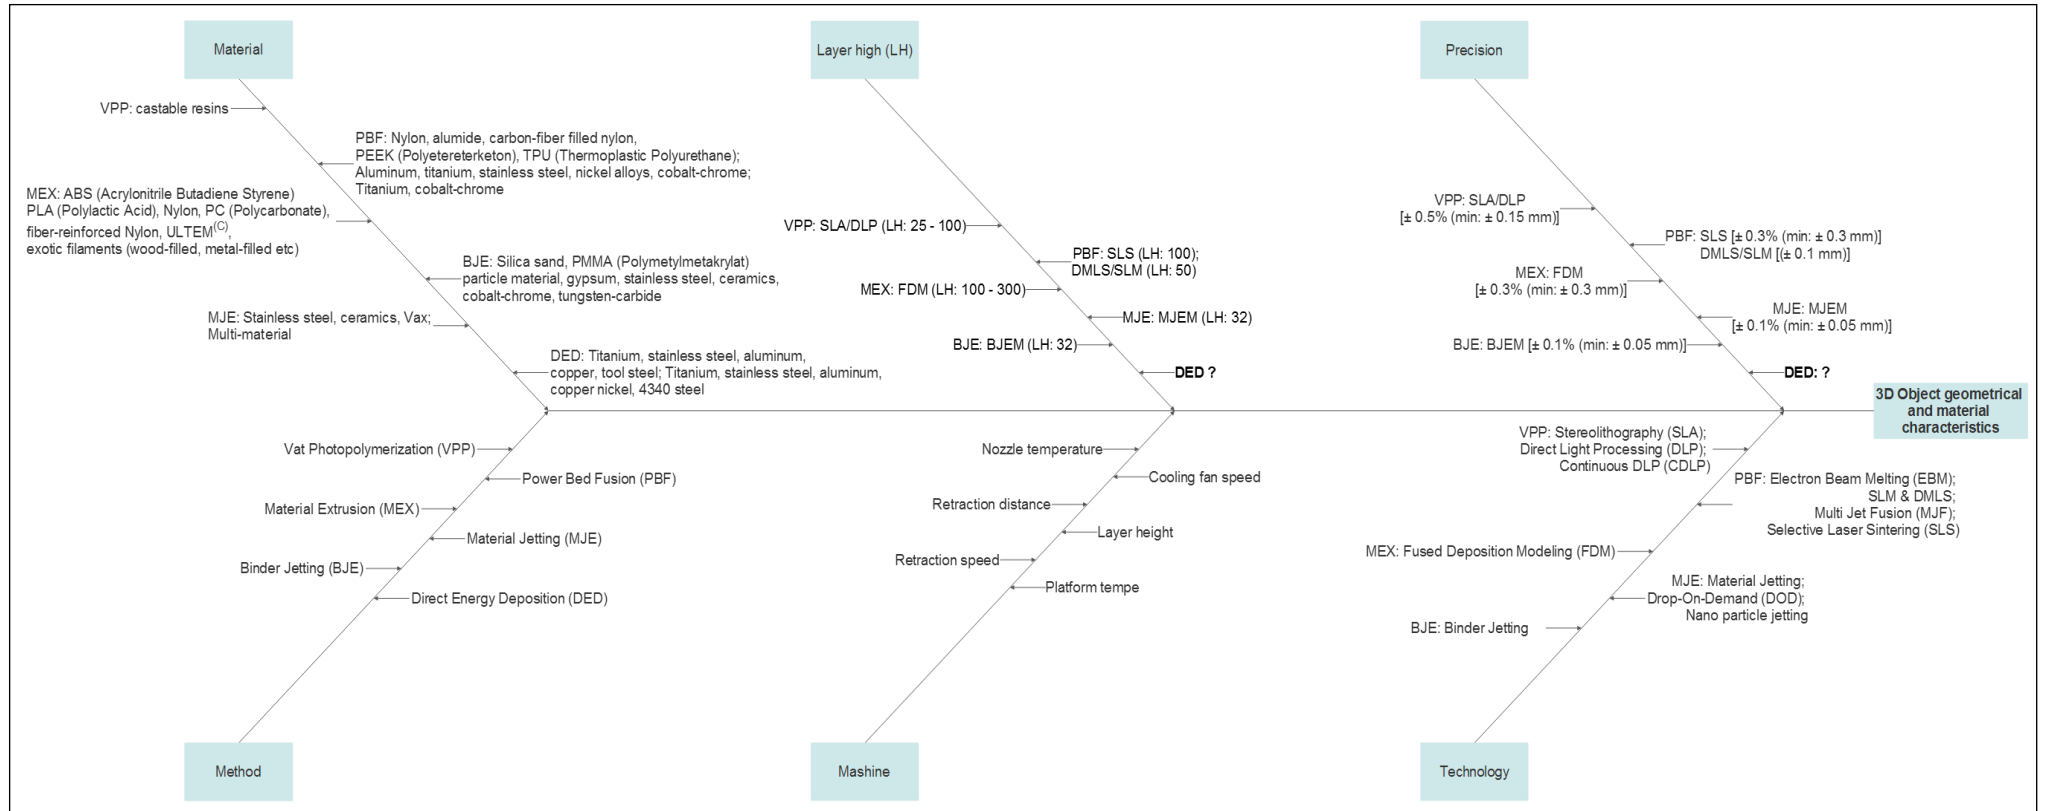 Material
Layer high (LH)
Precision
VPP: castable resins
PBF: Nylon, alumide, carbon-fiber filled nylon,
PEEK (Polyetereterketon), TPU (Thermoplastic Polyurethane);
Aluminum, titanium, stainless steel, nickel alloys, cobalt-chrome;
Titanium, cobalt-chrome
MEX: ABS (Acrylonitrile Butadiene Styrene)
PLA (Polylactic Acid), Nylon, PC (Polycarbonate),
fiber-reinforced Nylon, ULTEM(C),
exotic filaments (wood-filled, metal-filled etc)
BJE: Silica sand, PMMA (Polymetylmetakrylat)
particle material, gypsum, stainless steel, ceramics,
cobalt-chrome, tungsten-carbide
MJE: Stainless steel, ceramics, Vax;
Multi-material
DED: Titanium, stainless steel, aluminum,
copper, tool steel; Titanium, stainless steel, aluminum,
copper nickel, 4340 steel
VPP: SLA/DLP (LH: 25 - 100)
PBF: SLS (LH: 100);
DMLS/SLM (LH: 50)
MEX: FDM (LH: 100 - 300)
MJE: MJEM (LH: 32)
BJE: BJEM (LH: 32)
DED ?
VPP: SLA/DLP
[± 0.5% (min: ± 0.15 mm)]
PBF: SLS [± 0.3% (min: ± 0.3 mm)]
DMLS/SLM [(± 0.1 mm)]
MEX: FDM
[± 0.3% (min: ± 0.3 mm)]
MJE: MJEM
[± 0.1% (min: ± 0.05 mm)]
BJE: BJEM [± 0.1% (min: ± 0.05 mm)]
DED: ?
3D Object geometrical
and material
characteristics
Vat Photopolymerization (VPP)
Power Bed Fusion (PBF)
Material Extrusion (MEX)
Material Jetting (MJE)
Binder Jetting (BJE)
Direct Energy Deposition (DED)
Nozzle temperature
Cooling fan speed
Retraction distance
Layer height
Retraction speed
Platform tempe
VPP: Stereolithography (SLA);
Direct Light Processing (DLP);
Continuous DLP (CDLP)
PBF: Electron Beam Melting (EBM);
SLM & DMLS;
Multi Jet Fusion (MJF);
Selective Laser Sintering (SLS)
MEX: Fused Deposition Modeling (FDM)
MJE: Material Jetting;
Drop-On-Demand (DOD);
Nano particle jetting
BJE: Binder Jetting
Method
Mashine
Technology